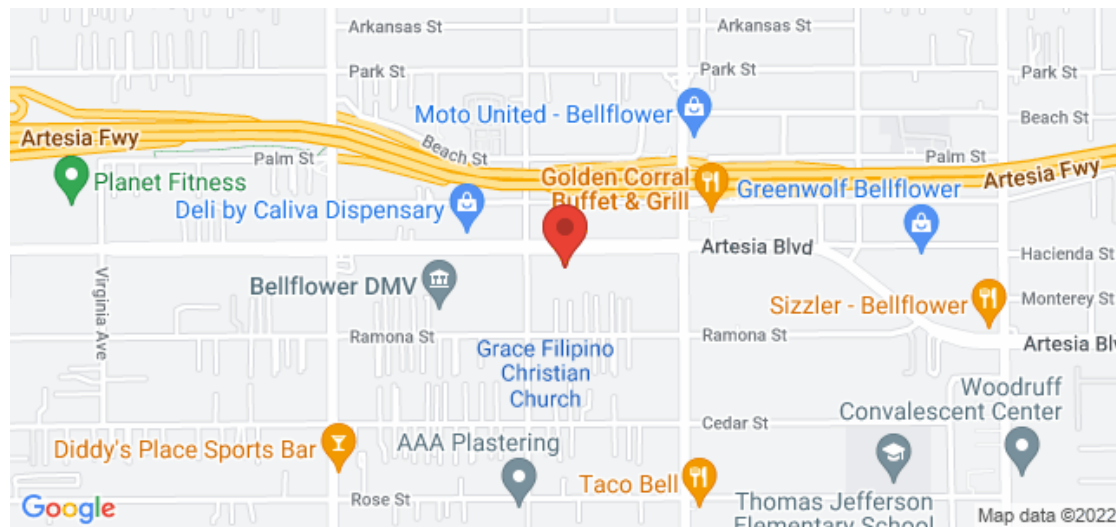 Arkansas St
Arkansas St
Park St
Park St
Park St
Moto United - Bellflower
Beach St
Artesia Fwy
Palm St
Palm St
Beach St
Artesia Fwy
Planet Fitness
Golden Corral
Buffet & Grill
Greenwolf Bellflower
Deli by Caliva Dispensary
Artesia Blvd
Hacienda St
Bellflower DMV
Virginia Ave
Monterey St
Sizzler - Bellflower
Ramona St
Ramona St
Artesia Blv
Grace Filipino
Christian
Church
Woodruff
Convalescent Center
Cedar St
Diddy's Place Sports Bar
AAA Plastering
Taco Bell
Rose St
Thomas Jefferson
Elementary School
Google
Map data ©2022